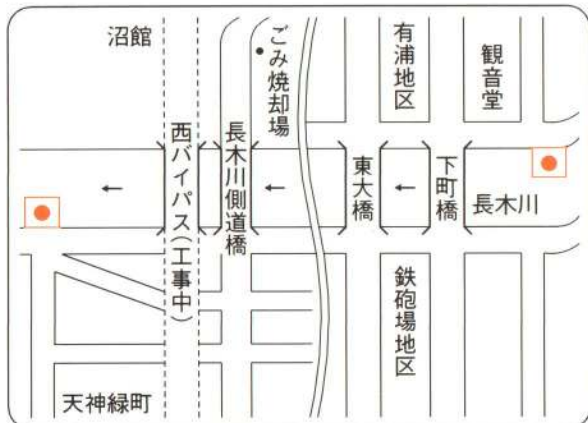 沼館
ごみ焼却場
有浦地区
観音堂
西バイパス(工事中)
長木川側道橋
東大橋
下町橋
長木川
鉄砲場地区
天神緑町